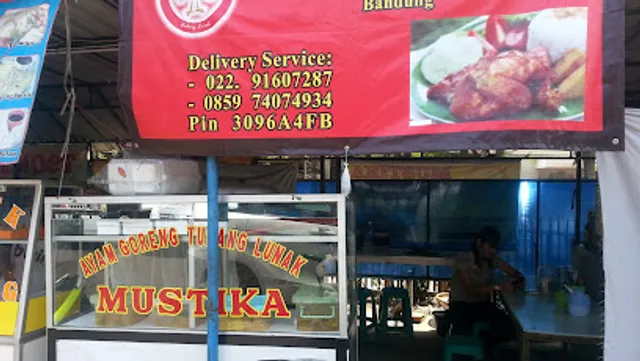 Bandung
Delivery Service:
- 022. 91607287
- 0859 74074934
Pin 3096A4FB
AYAM GORENG TULANG LUNAK
MUSTIKA
K
G